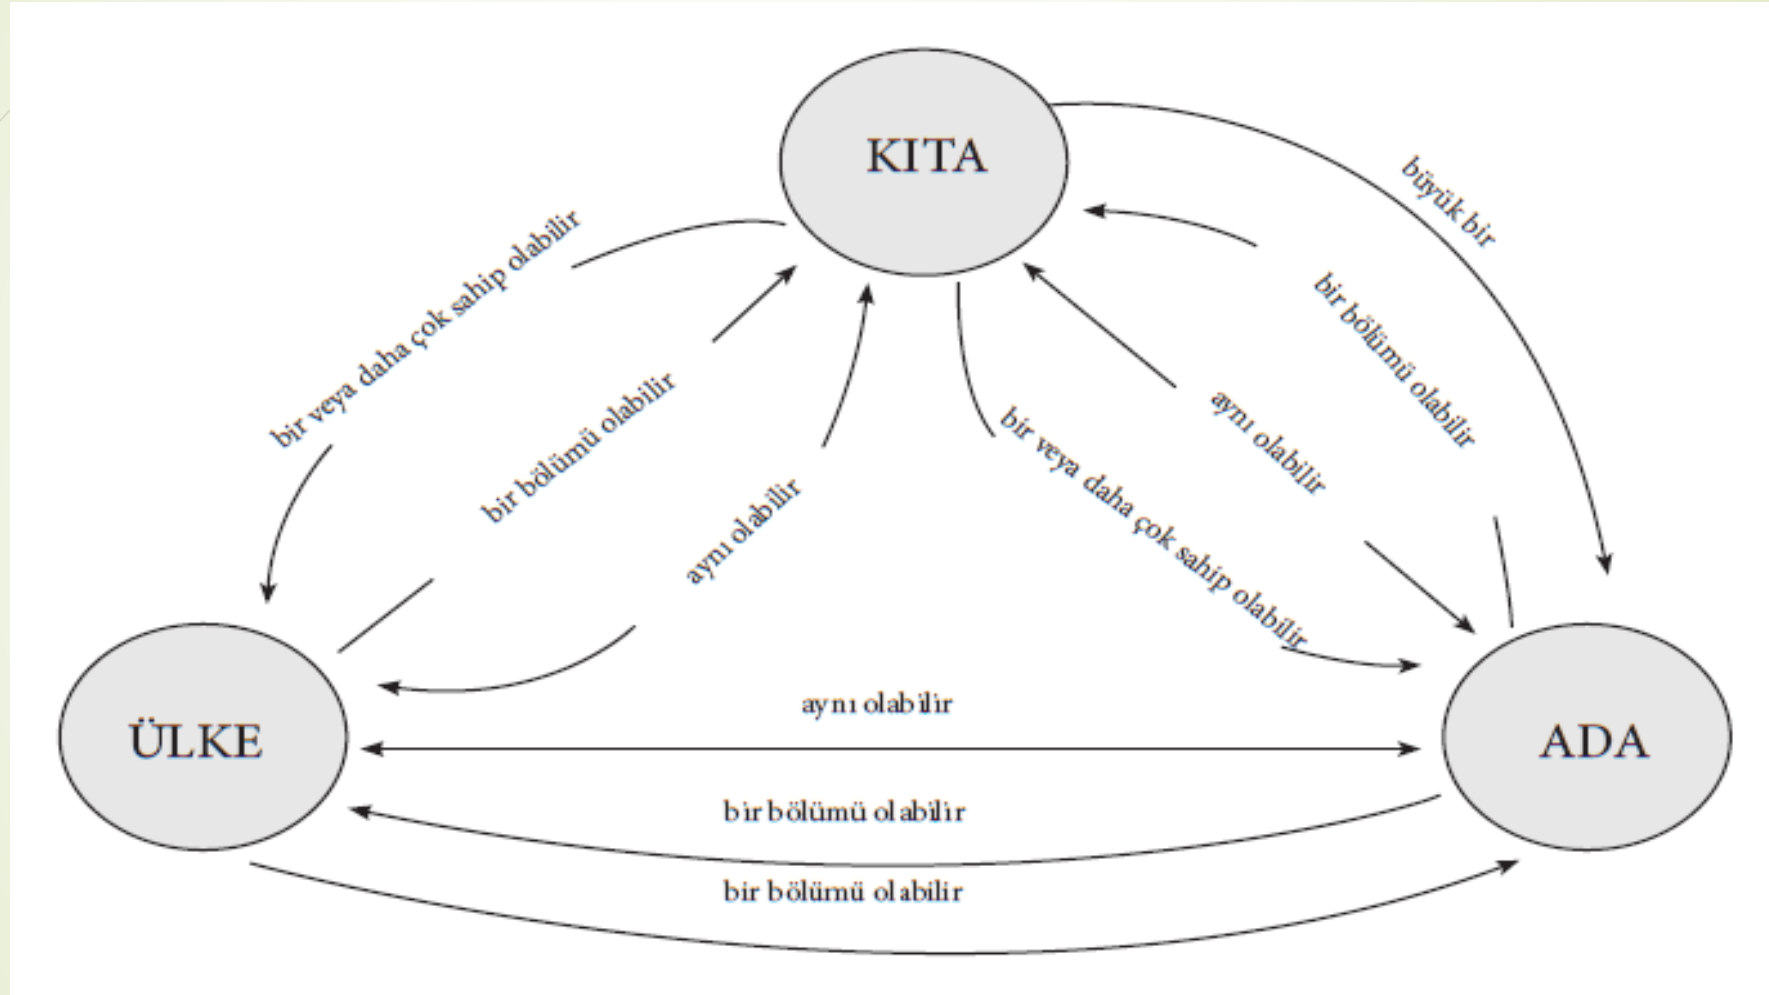 KITA
büyük bir
bir veya daha çok sahip olabilir
bir bölümü olabilir
bir bölümü olabilir
aynı olabilir
aynı olabilir
bir veya daha çok sahip olabilir
ÜLKE
aynı olabilir
ADA
bir bölümü olabilir
bir bölümü olabilir